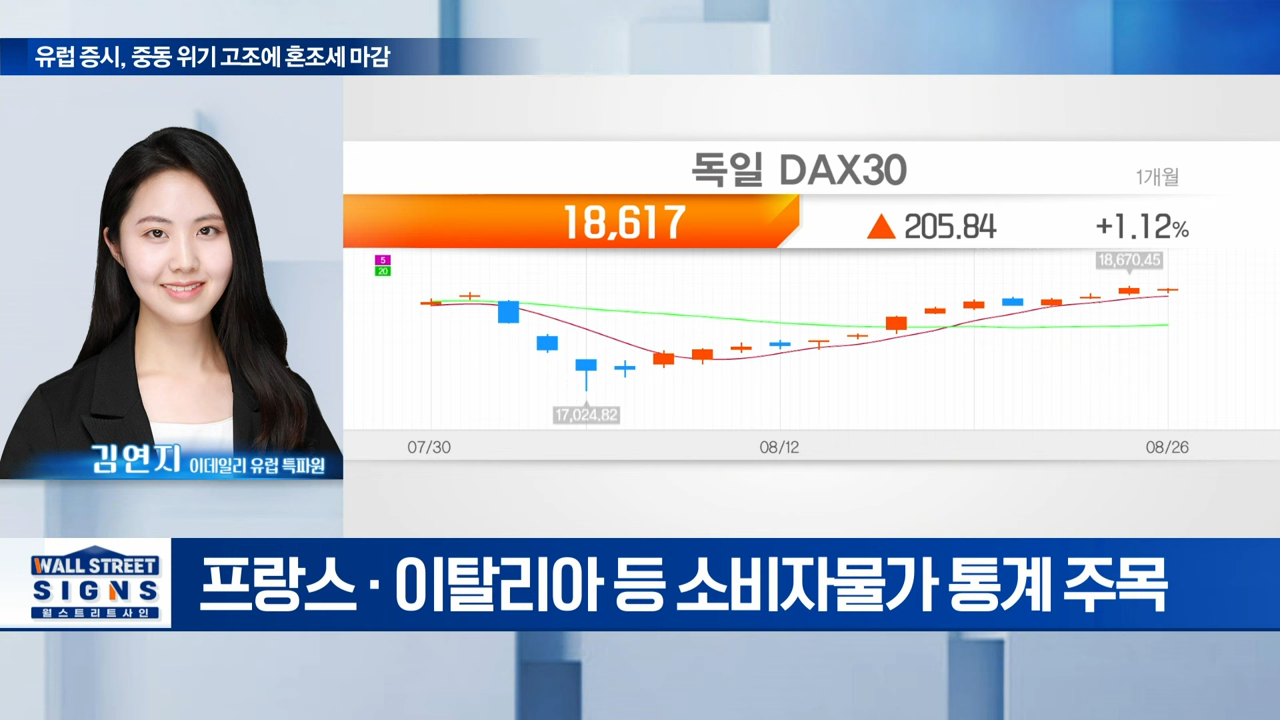 유럽 증시, 중동 위기 고조에 혼조세 마감
독일 DAX30
1개월
18,617
▲ 205.84
+1.12%
5
20
18,670.45
17,024.82
07/30
08/12
08/26
김연지 이데일리 유럽 특파원
WALL STREET
SIGNS
월스트리트사인
프랑스·이탈리아 등 소비자물가 통계 주목